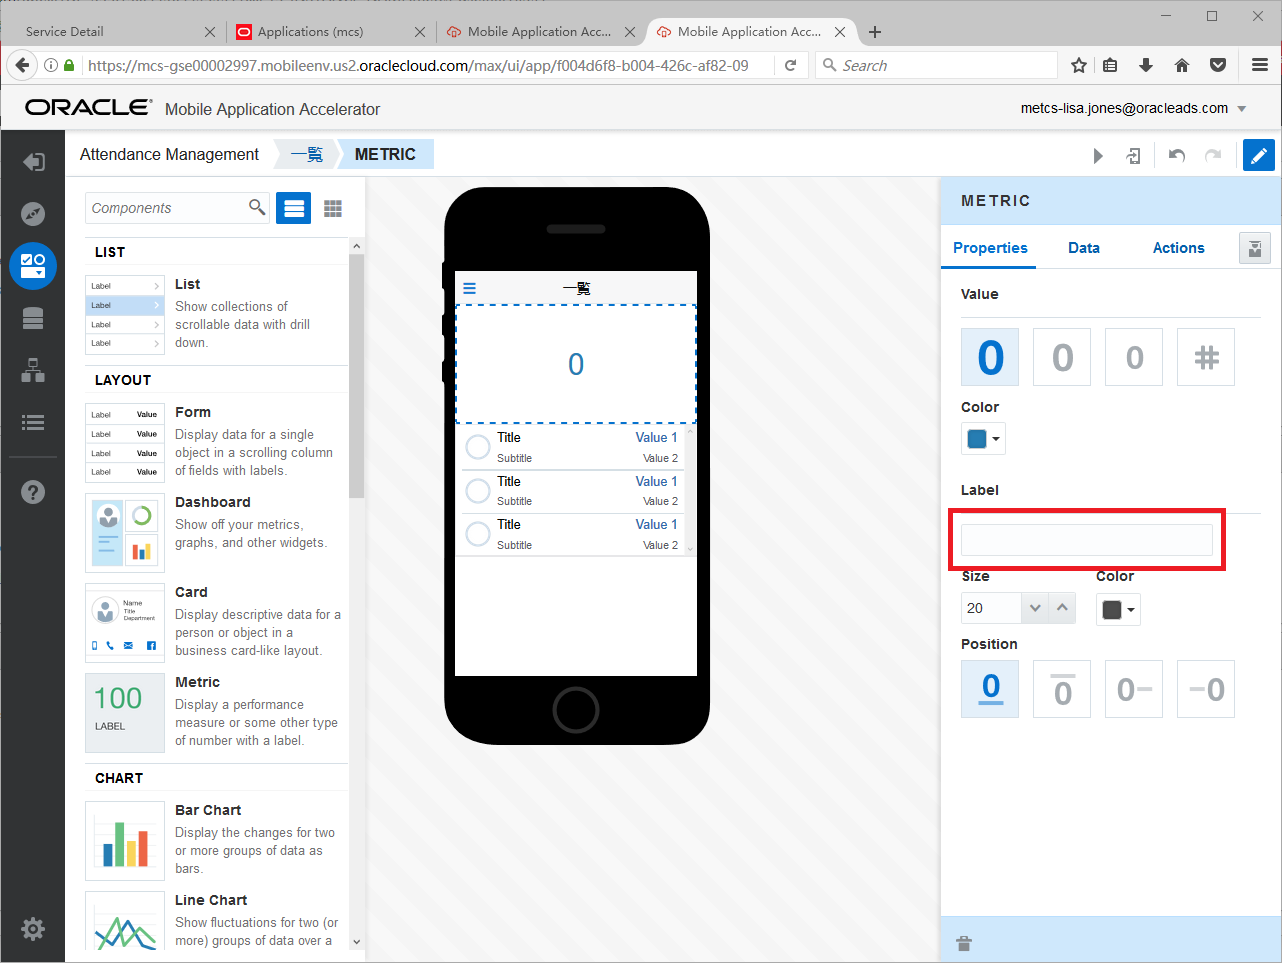 Service Detail
Applications (mcs)
Mobile Application Acc...
Mobile Application Acc...
https://mcs-gse00002997.mobileenv.us2.oraclecloud.com/max/ui/app/f004d6f8-b004-426c-af82-09
Search
ORACLE Mobile Application Accelerator
metcs-lisa.jones@oracleads.com
Attendance Management
一覧
METRIC
Components
LIST
Label
Label
Label
Label
List
Show collections of
scrollable data with drill
down.
LAYOUT
Label Value
Label Value
Label Value
Label Value
Form
Display data for a single
object in a scrolling column
of fields with labels.
Dashboard
Show off your metrics,
graphs, and other widgets.
Name
Title
Department
Card
Display descriptive data for a
person or object in a
business card-like layout.
100
LABEL
Metric
Display a performance
measure or some other type
of number with a label.
CHART
Bar Chart
Display the changes for two
or more groups of data as
bars.
Line Chart
Show fluctuations for two (or
more) groups of data over a
一覧
0
Title Value 1
Subtitle Value 2
Title Value 1
Subtitle Value 2
Title Value 1
Subtitle Value 2
METRIC
Properties Data Actions
Value
0 0 0 #
Color
Label
Size Color
20
Position
0 0 0 0